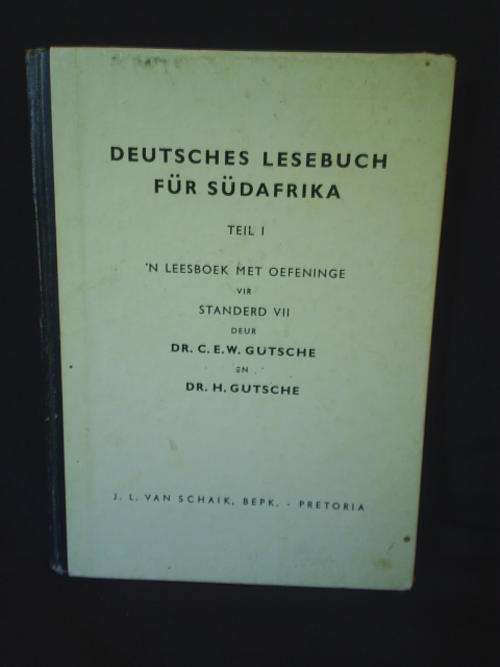 DEUTSCHES LESEBUCH
FÜR SÜDAFRIKA
TEIL I
'N LEESBOEK MET OEFENINGE
VIR
STANDERD VII
DEUR
DR. C. E. W. GUTSCHE
EN
DR. H. GUTSCHE
J. L. VAN SCHAIK, BEPK. - PRETORIA